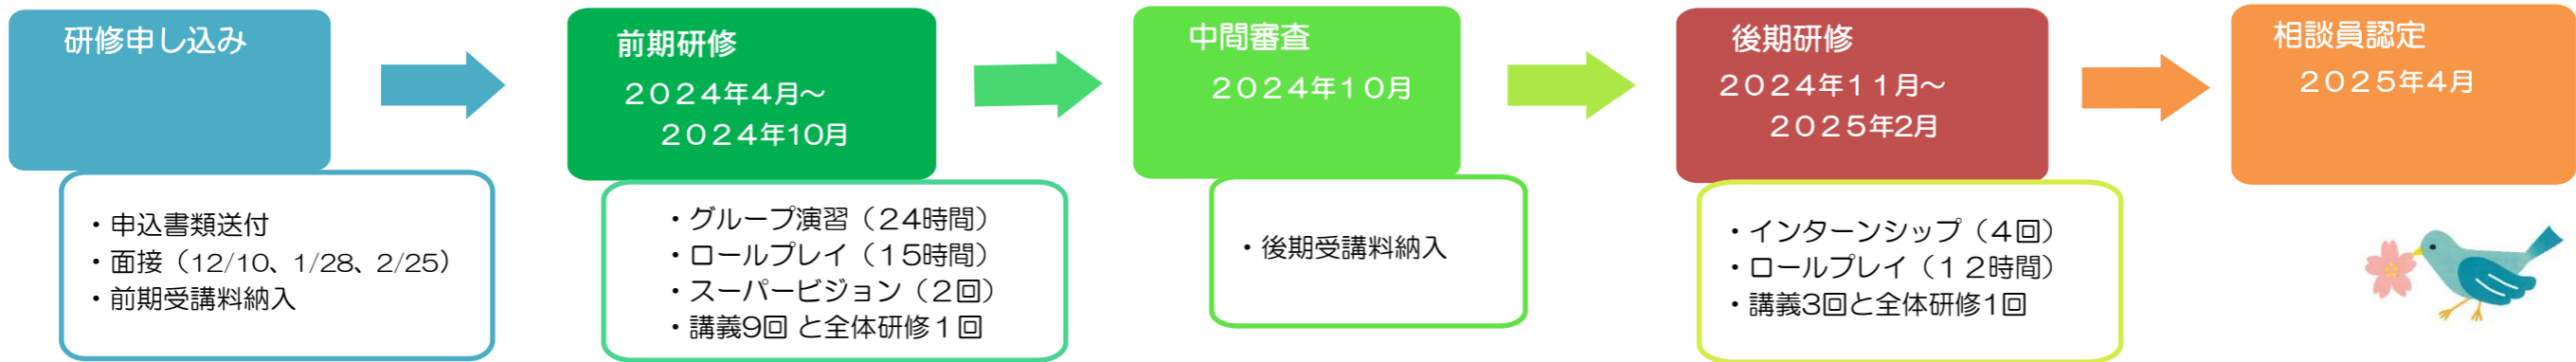 研修申し込み
・申込書類送付
・面接（12/10、1/28、2/25）
・前期受講料納入
前期研修
２０２４年４月～
２０２４年10月
・グループ演習（２４時間）
・ロールプレイ（１５時間）
・スーパービジョン（２回）
・講義9回 と全体研修１回
中間審査
２０２４年１０月
・後期受講料納入
後期研修
２０２４年１１月～
２０２５年2月
・インターンシップ（４回）
・ロールプレイ（１２時間）
・講義3回と全体研修1回
相談員認定
２０２５年４月